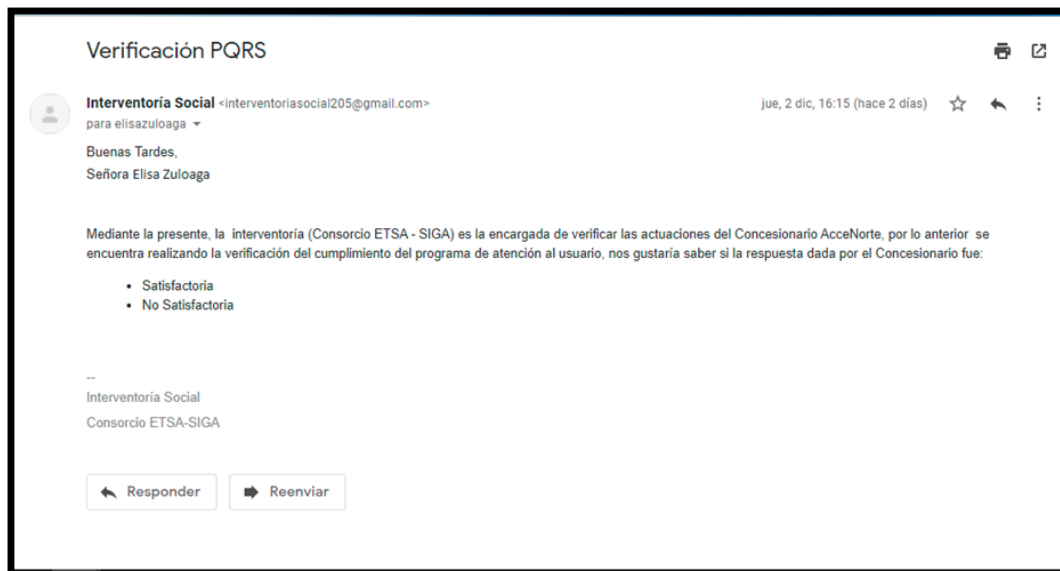 Verificación PQRS
Interventoría Social <interventoriasocial205@gmail.com>
jue, 2 dic, 16:15 (hace 2 días)
para elisazuloaga
Buenas Tardes,
Señora Elisa Zuloaga
Mediante la presente, la interventoría (Consorcio ETSA - SIGA) es la encargada de verificar las actuaciones del Concesionario AcceNorte, por lo anterior se
encuentra realizando la verificación del cumplimiento del programa de atención al usuario, nos gustaría saber si la respuesta dada por el Concesionario fue:
• Satisfactoria
• No Satisfactoria
--
Interventoría Social
Consorcio ETSA-SIGA
Responder
Reenviar